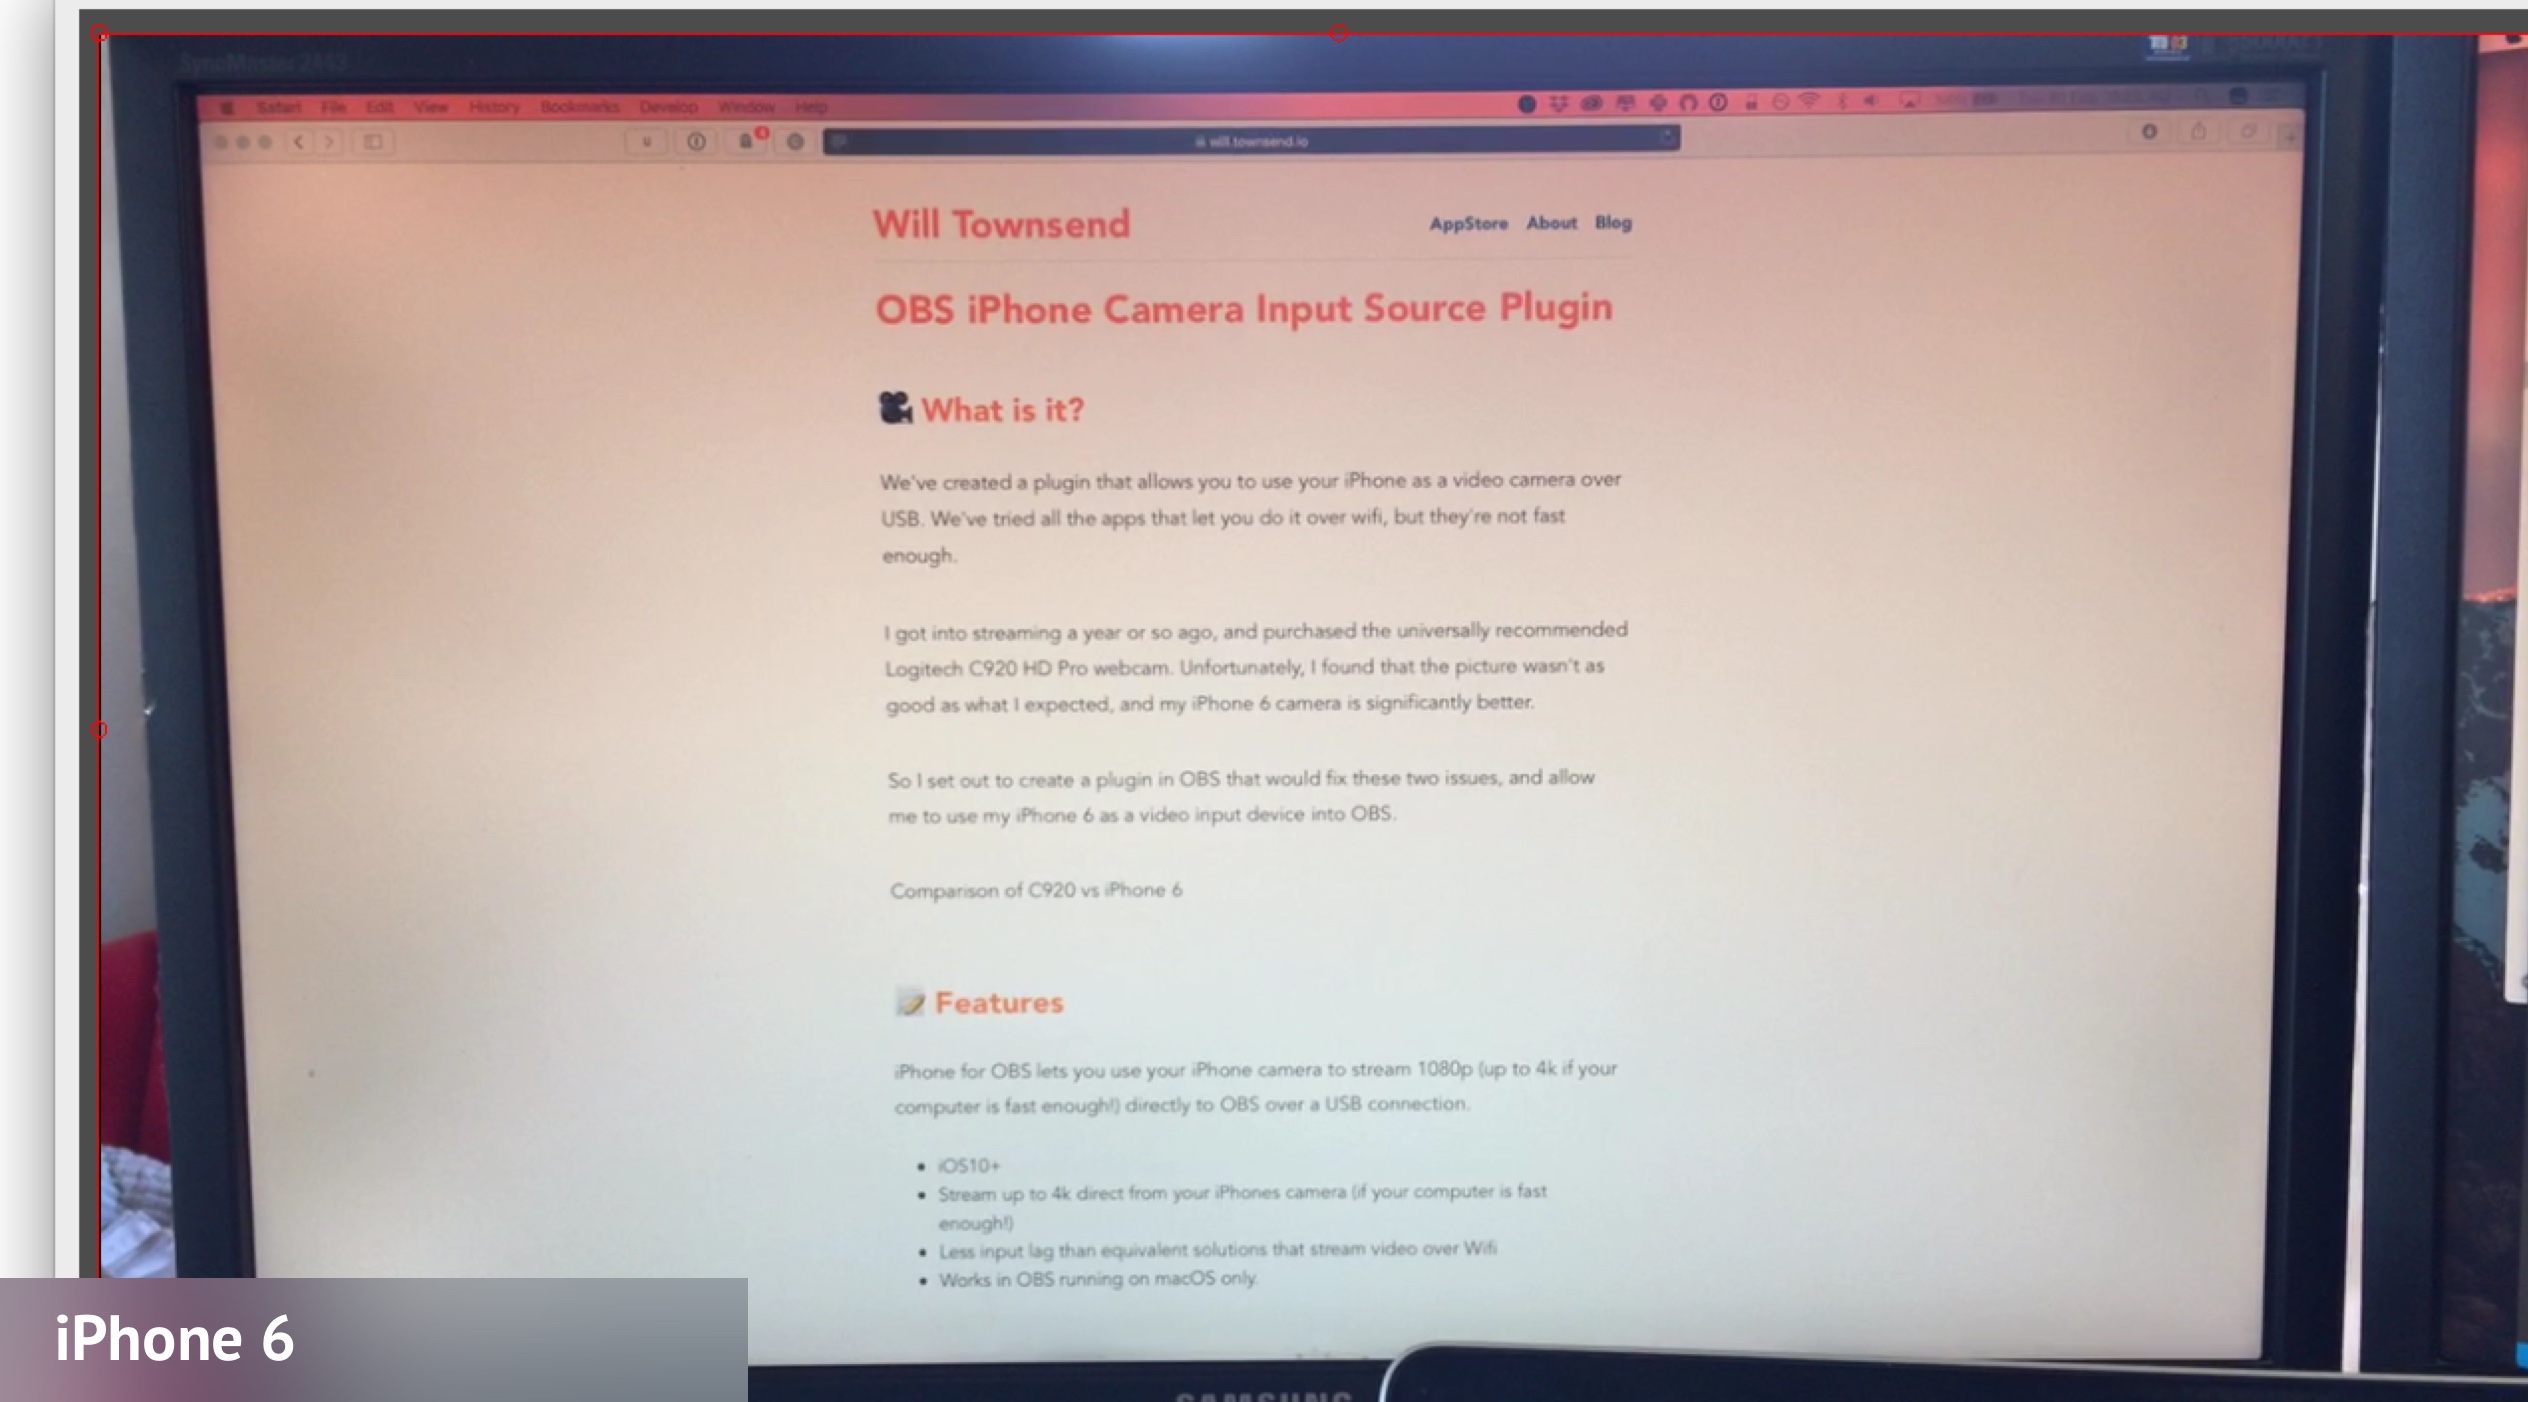 SyncMaster 2443
Safari File Edit View History Bookmarks Develop Window Help
will.townsend.io
Will Townsend
AppStore About Blog
OBS iPhone Camera Input Source Plugin
What is it?
We've created a plugin that allows you to use your iPhone as a video camera over
USB. We've tried all the apps that let you do it over wifi, but they're not fast
enough.
I got into streaming a year or so ago, and purchased the universally recommended
Logitech C920 HD Pro webcam. Unfortunately, I found that the picture wasn't as
good as what I expected, and my iPhone 6 camera is significantly better.
So I set out to create a plugin in OBS that would fix these two issues, and allow
me to use my iPhone 6 as a video input device into OBS.
Comparison of C920 vs iPhone 6
Features
iPhone for OBS lets you use your iPhone camera to stream 1080p (up to 4k if your
computer is fast enough!) directly to OBS over a USB connection.
• iOS10+
• Stream up to 4k direct from your iPhones camera (if your computer is fast
enough!)
• Less input lag than equivalent solutions that stream video over Wifi
• Works in OBS running on macOS only.
iPhone 6
SAMSUNG